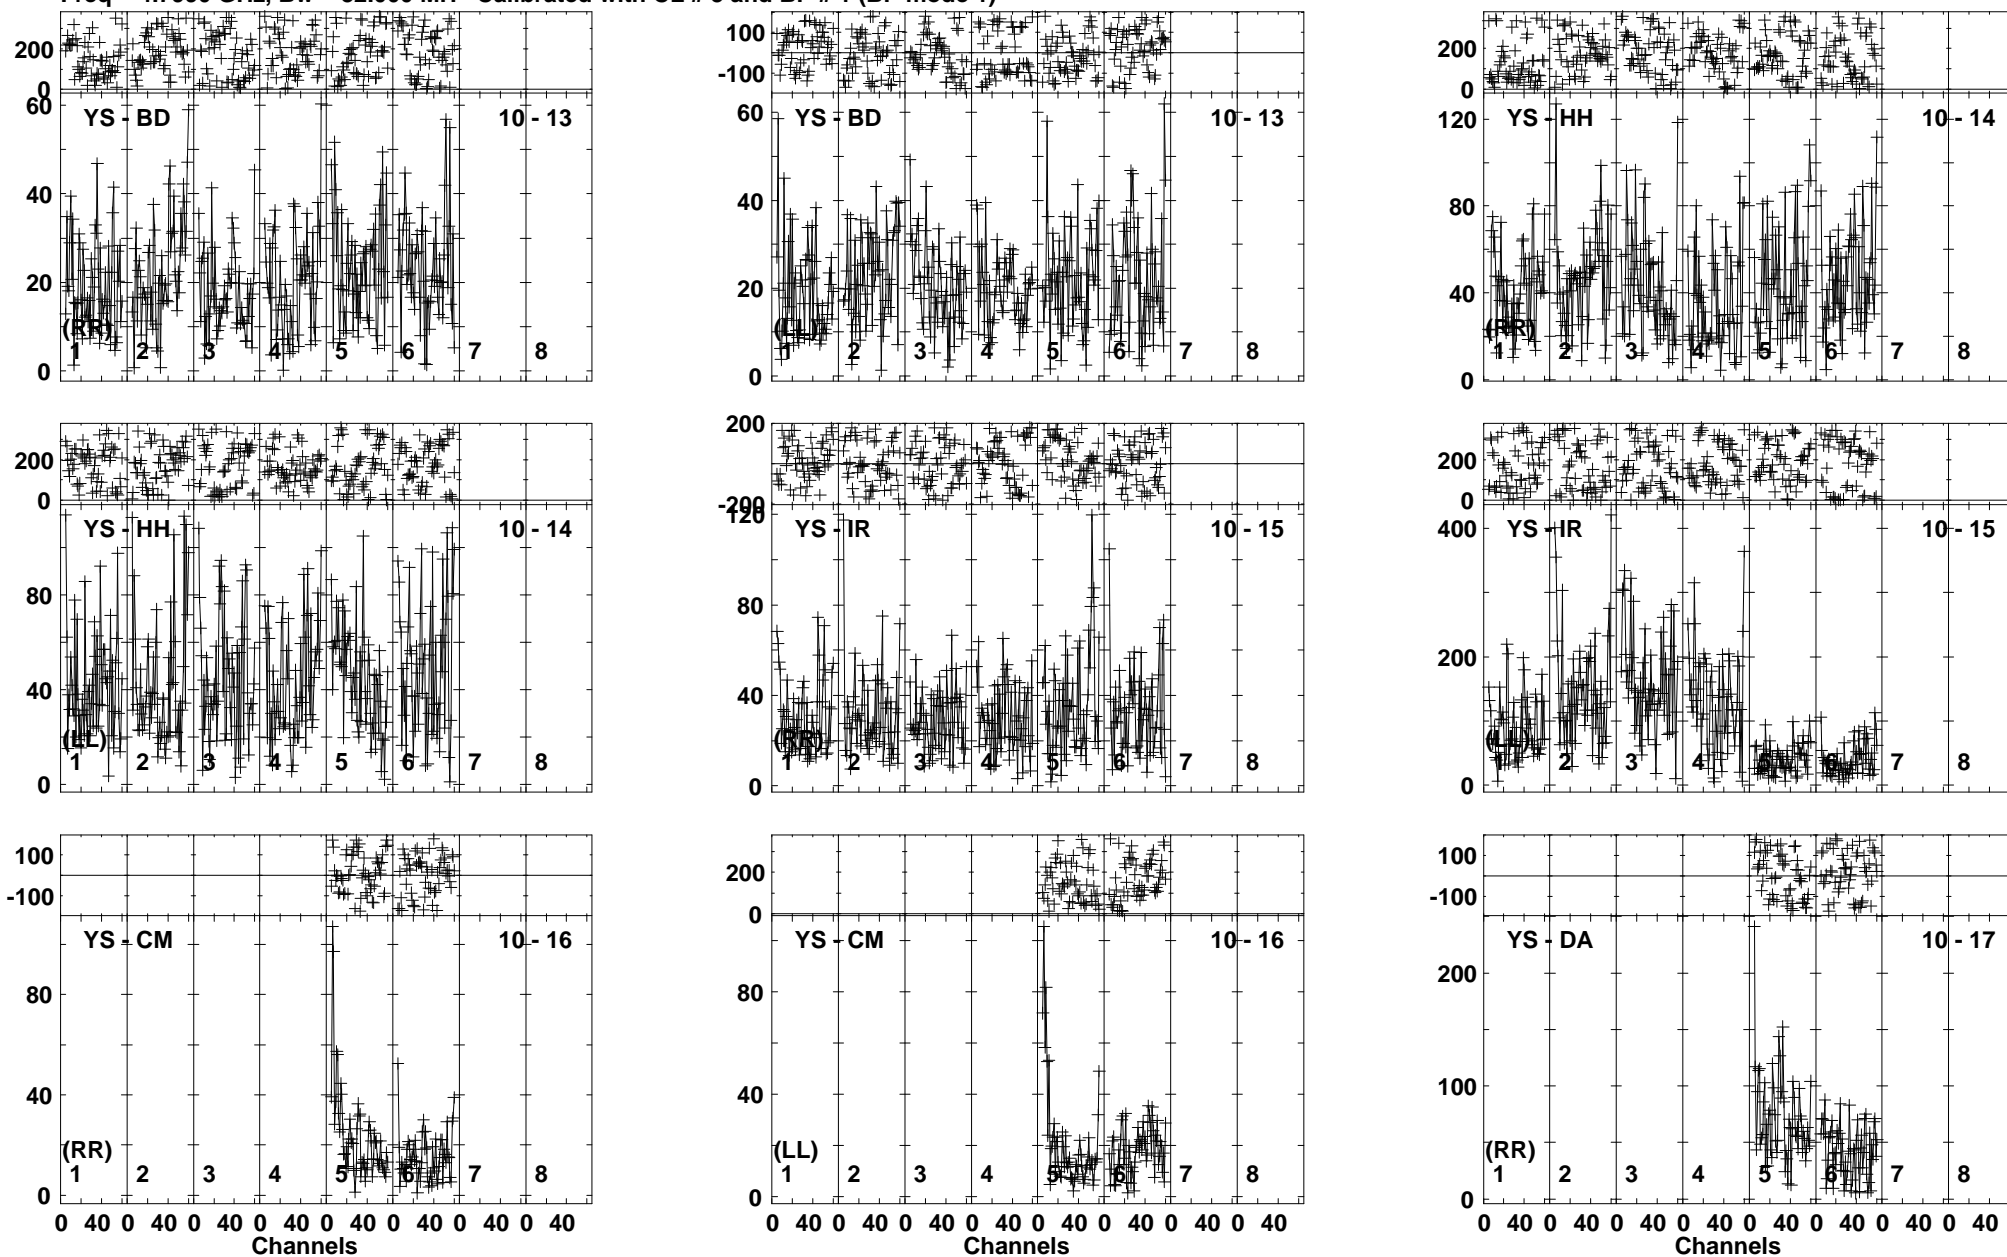 200 0
60 40 20 0
YS - BD 10 - 13
(RR)
1 2 3 4 5 6 7 8
100 -100
60 40 20 0
YS - BD 10 - 13
(LL)
1 2 3 4 5 6 7 8
200 0
120 80 40 0
YS - HH 10 - 14
(RR)
1 2 3 4 5 6 7 8
200 0
80 40 0
YS - HH 10 - 14
(LL)
1 2 3 4 5 6 7 8
200 -200
120 80 40 0
YS - IR 10 - 15
(RR)
1 2 3 4 5 6 7 8
200 0
400 200 0
YS - IR 10 - 15
(LL)
1 2 3 4 5 6 7 8
100 -100
80 40 0
YS - CM 10 - 16
(RR)
1 2 3 4 5 6 7 8
0 40 0 40 0 40 0 40 0 40 0 40 0 40 0 40
Channels
200 0
80 40 0
YS - CM 10 - 16
(LL)
1 2 3 4 5 6 7 8
0 40 0 40 0 40 0 40 0 40 0 40 0 40 0 40
Channels
100 -100
200 100 0
YS - DA 10 - 17
(RR)
1 2 3 4 5 6 7 8
0 40 0 40 0 40 0 40 0 40 0 40 0 40 0 40
Channels